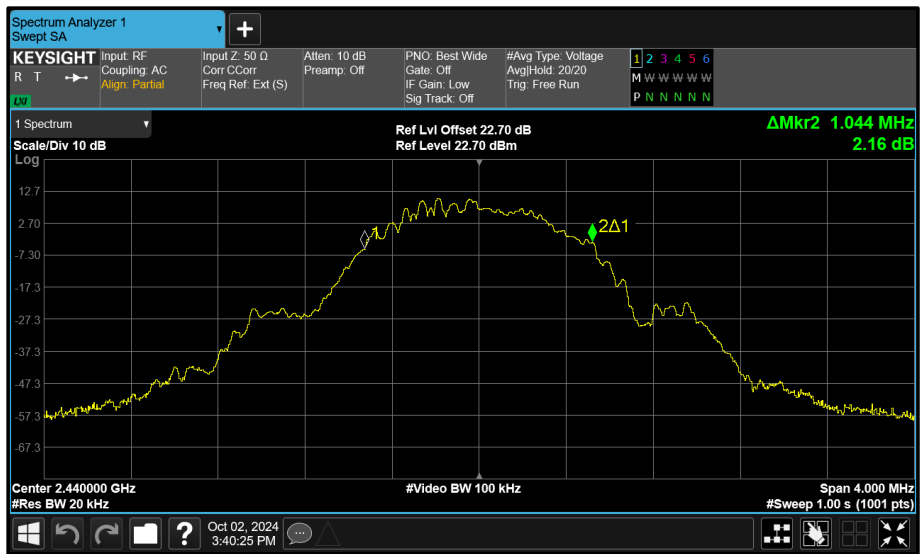 Spectrum Analyzer 1
Swept SA
+
KEYSIGHT Input: RF Input Z: 50 Ω Atten: 10 dB PNO: Best Wide #Avg Type: Voltage 1 2 3 4 5 6
R T Coupling: AC Corr CCorr Preamp: Off Gate: Off Avg|Hold: 20/20 M W W W W W
Align: Partial Freq Ref: Ext (S) IF Gain: Low Trig: Free Run
LXI Sig Track: Off P N N N N N
1 Spectrum Ref Lvl Offset 22.70 dB ΔMkr2 1.044 MHz
Scale/Div 10 dB Ref Level 22.70 dBm 2.16 dB
Log
12.7
2.70
1 2Δ1
-7.30
-17.3
-27.3
-37.3
-47.3
-57.3
-67.3
Center 2.440000 GHz #Video BW 100 kHz Span 4.000 MHz
#Res BW 20 kHz #Sweep 1.00 s (1001 pts)
? Oct 02, 2024
3:40:25 PM